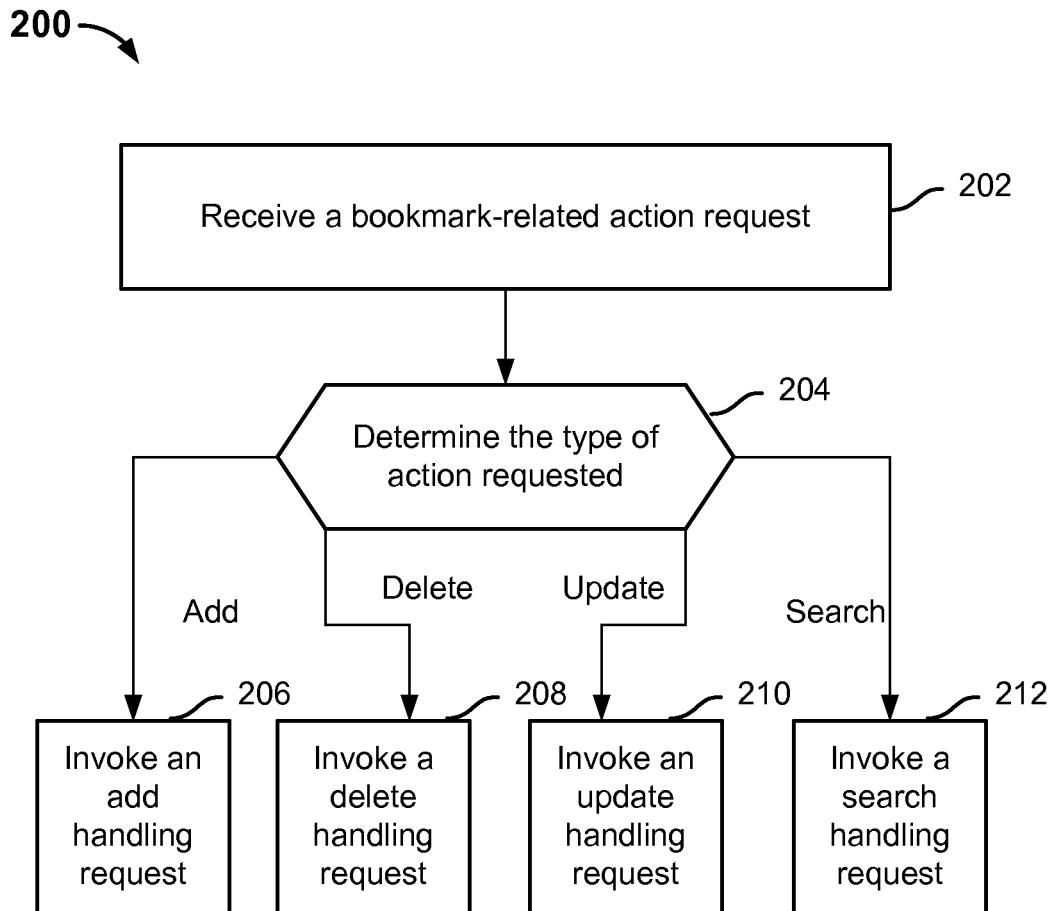 200
Receive a bookmark-related action request
202
204
Determine the type of
action requested
Add
Delete
Update
Search
206
208
210
212
Invoke an
add
handling
request
Invoke a
delete
handling
request
Invoke an
update
handling
request
Invoke a
search
handling
request